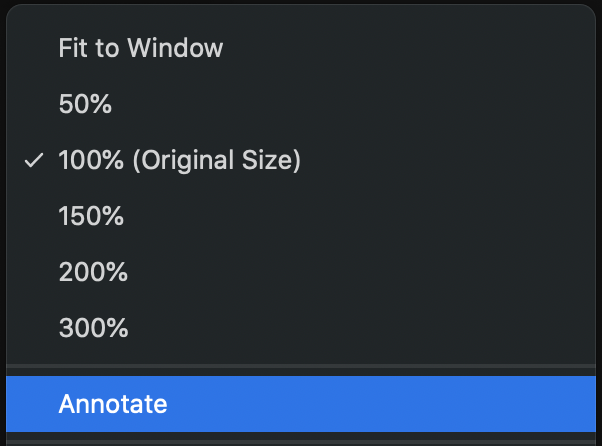 Fit to Window
50%
100% (Original Size)
150%
200%
300%
Annotate